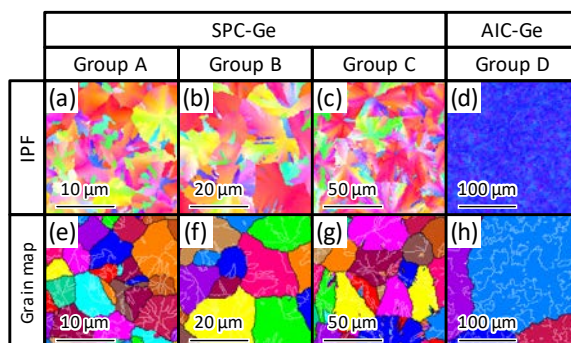 SPC-Ge AIC-Ge
Group A Group B Group C Group D
IPF
(a) (b) (c) (d)
10 µm 20 µm 50 µm 100 µm
Grain map
(e) (f) (g) (h)
10 µm 20 µm 50 µm 100 µm